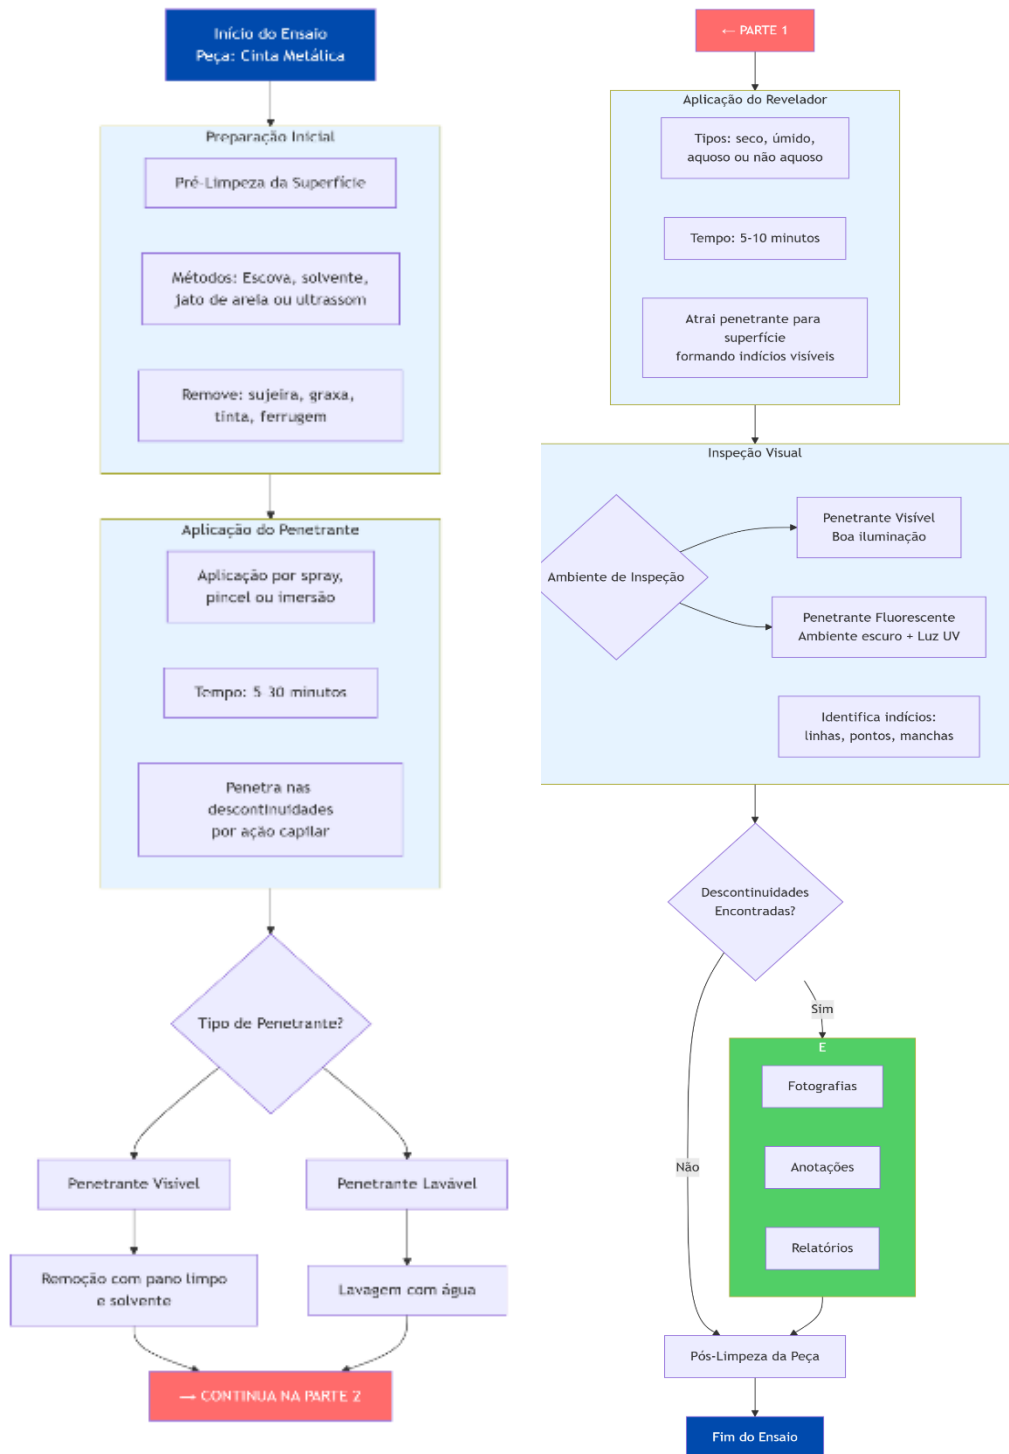 Início do Ensaio
Peça: Cinta Metálica
Preparação Inicial
Pré-Limpeza da Superfície
Métodos: Escova, solvente,
jato de areia ou ultrassom
Remove: sujeira, graxa,
tinta, ferrugem
Aplicação do Penetrante
Aplicação por spray,
pincel ou imersão
Tempo: 5-30 minutos
Penetra nas
descontinuidades
por ação capilar
Tipo de Penetrante?
Penetrante Visível
Penetrante Lavável
Remoção com pano limpo
e solvente
Lavagem com água
→ CONTINUA NA PARTE 2
← PARTE 1
Aplicação do Revelador
Tipos: seco, úmido,
aquoso ou não aquoso
Tempo: 5-10 minutos
Atrai penetrante para
superfície
formando indícios visíveis
Inspeção Visual
Ambiente de Inspeção
Penetrante Visível
Boa iluminação
Penetrante Fluorescente
Ambiente escuro + Luz UV
Identifica indícios:
linhas, pontos, manchas
Descontinuidades
Encontradas?
Sim
E
Fotografias
Anotações
Relatórios
Não
Pós-Limpeza da Peça
Fim do Ensaio